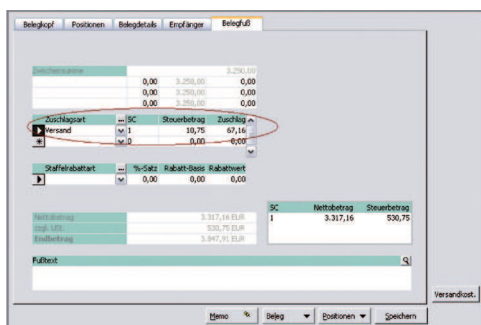 Belegkopf Positionen Belegdetails Empfänger Belegfuß
Zwischensumme 3.250,00
0,00 3.250,00 0,00
0,00 3.250,00 0,00
0,00 3.250,00 0,00
Zuschlagsart ... SC Steuerbetrag Zuschlag
Versand 1 10,75 67,16
0 0,00 0,00
Staffelrabattart ... %-Satz Rabatt-Basis Rabattwert
0,00 0,00 0,00
Nettobetrag 3.317,16 EUR
zzgl. USt. 530,75 EUR
Endbetrag 3.847,91 EUR
SC Nettobetrag Steuerbetrag
1 3.317,16 530,75
Fußtext
Versandkost.
Memo Beleg Positionen Speichern